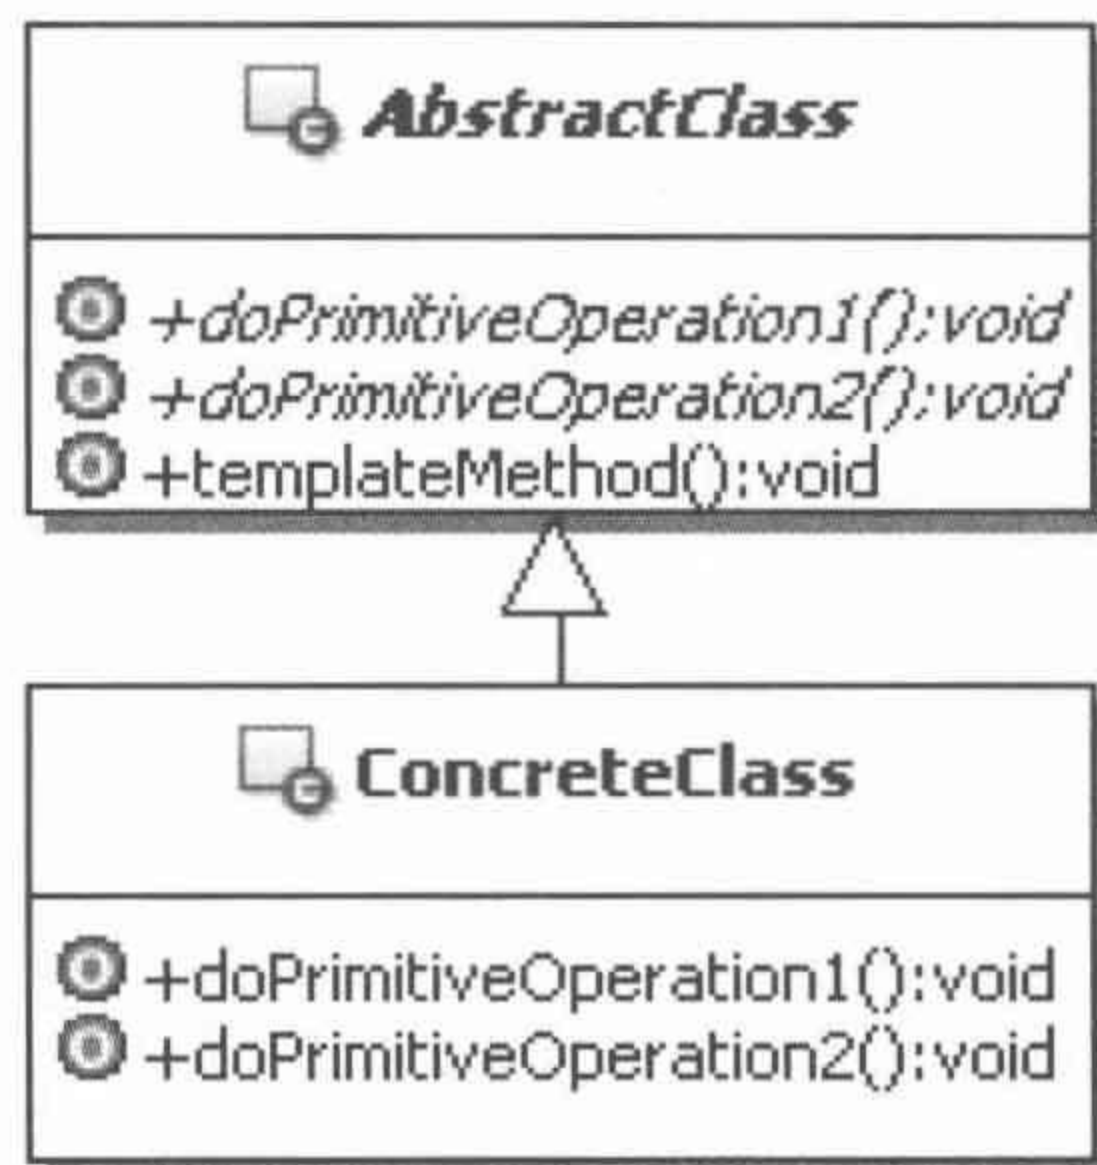 AbstractClass
+doPrimitiveOperation1():void
+doPrimitiveOperation2():void
+templateMethod():void
ConcreteClass
+doPrimitiveOperation1():void
+doPrimitiveOperation2():void